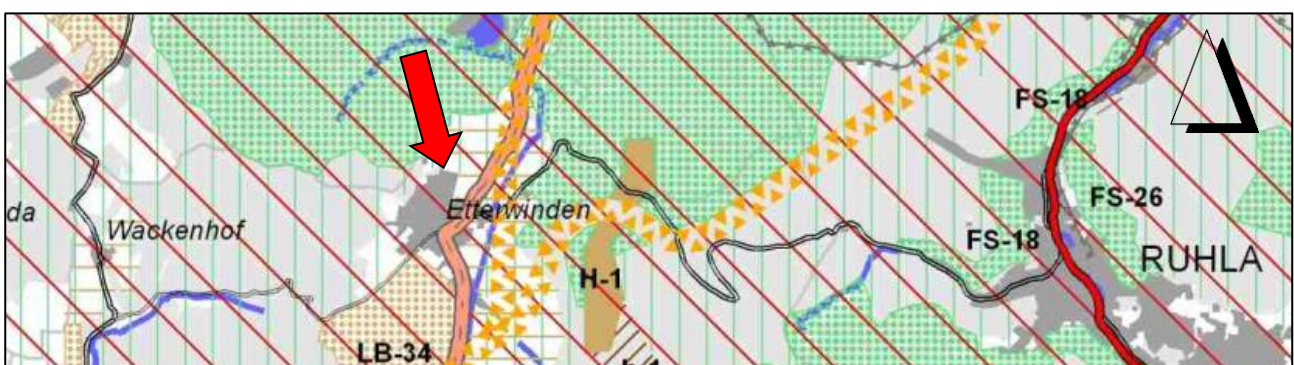 FS-18
FS-26
da
Wackenhof
Etterwinden
FS-18
RUHLA
H-1
LB-34